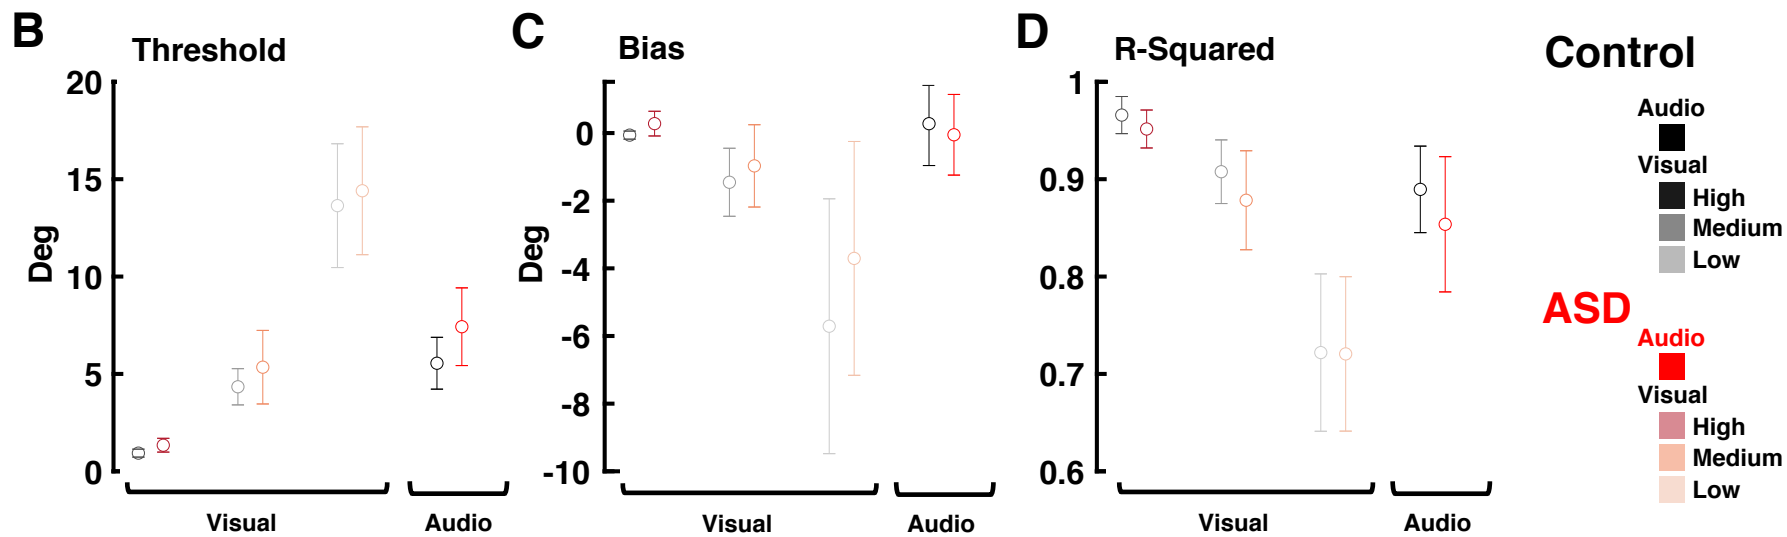 B
Threshold
20
15
10
5
0
Deg
Visual
Audio
C
Bias
0
-2
-4
-6
-8
-10
Deg
Visual
Audio
D
R-Squared
1
0.9
0.8
0.7
0.6
Visual
Audio
Control
Audio
Visual
High
Medium
Low
ASD
Audio
Visual
High
Medium
Low